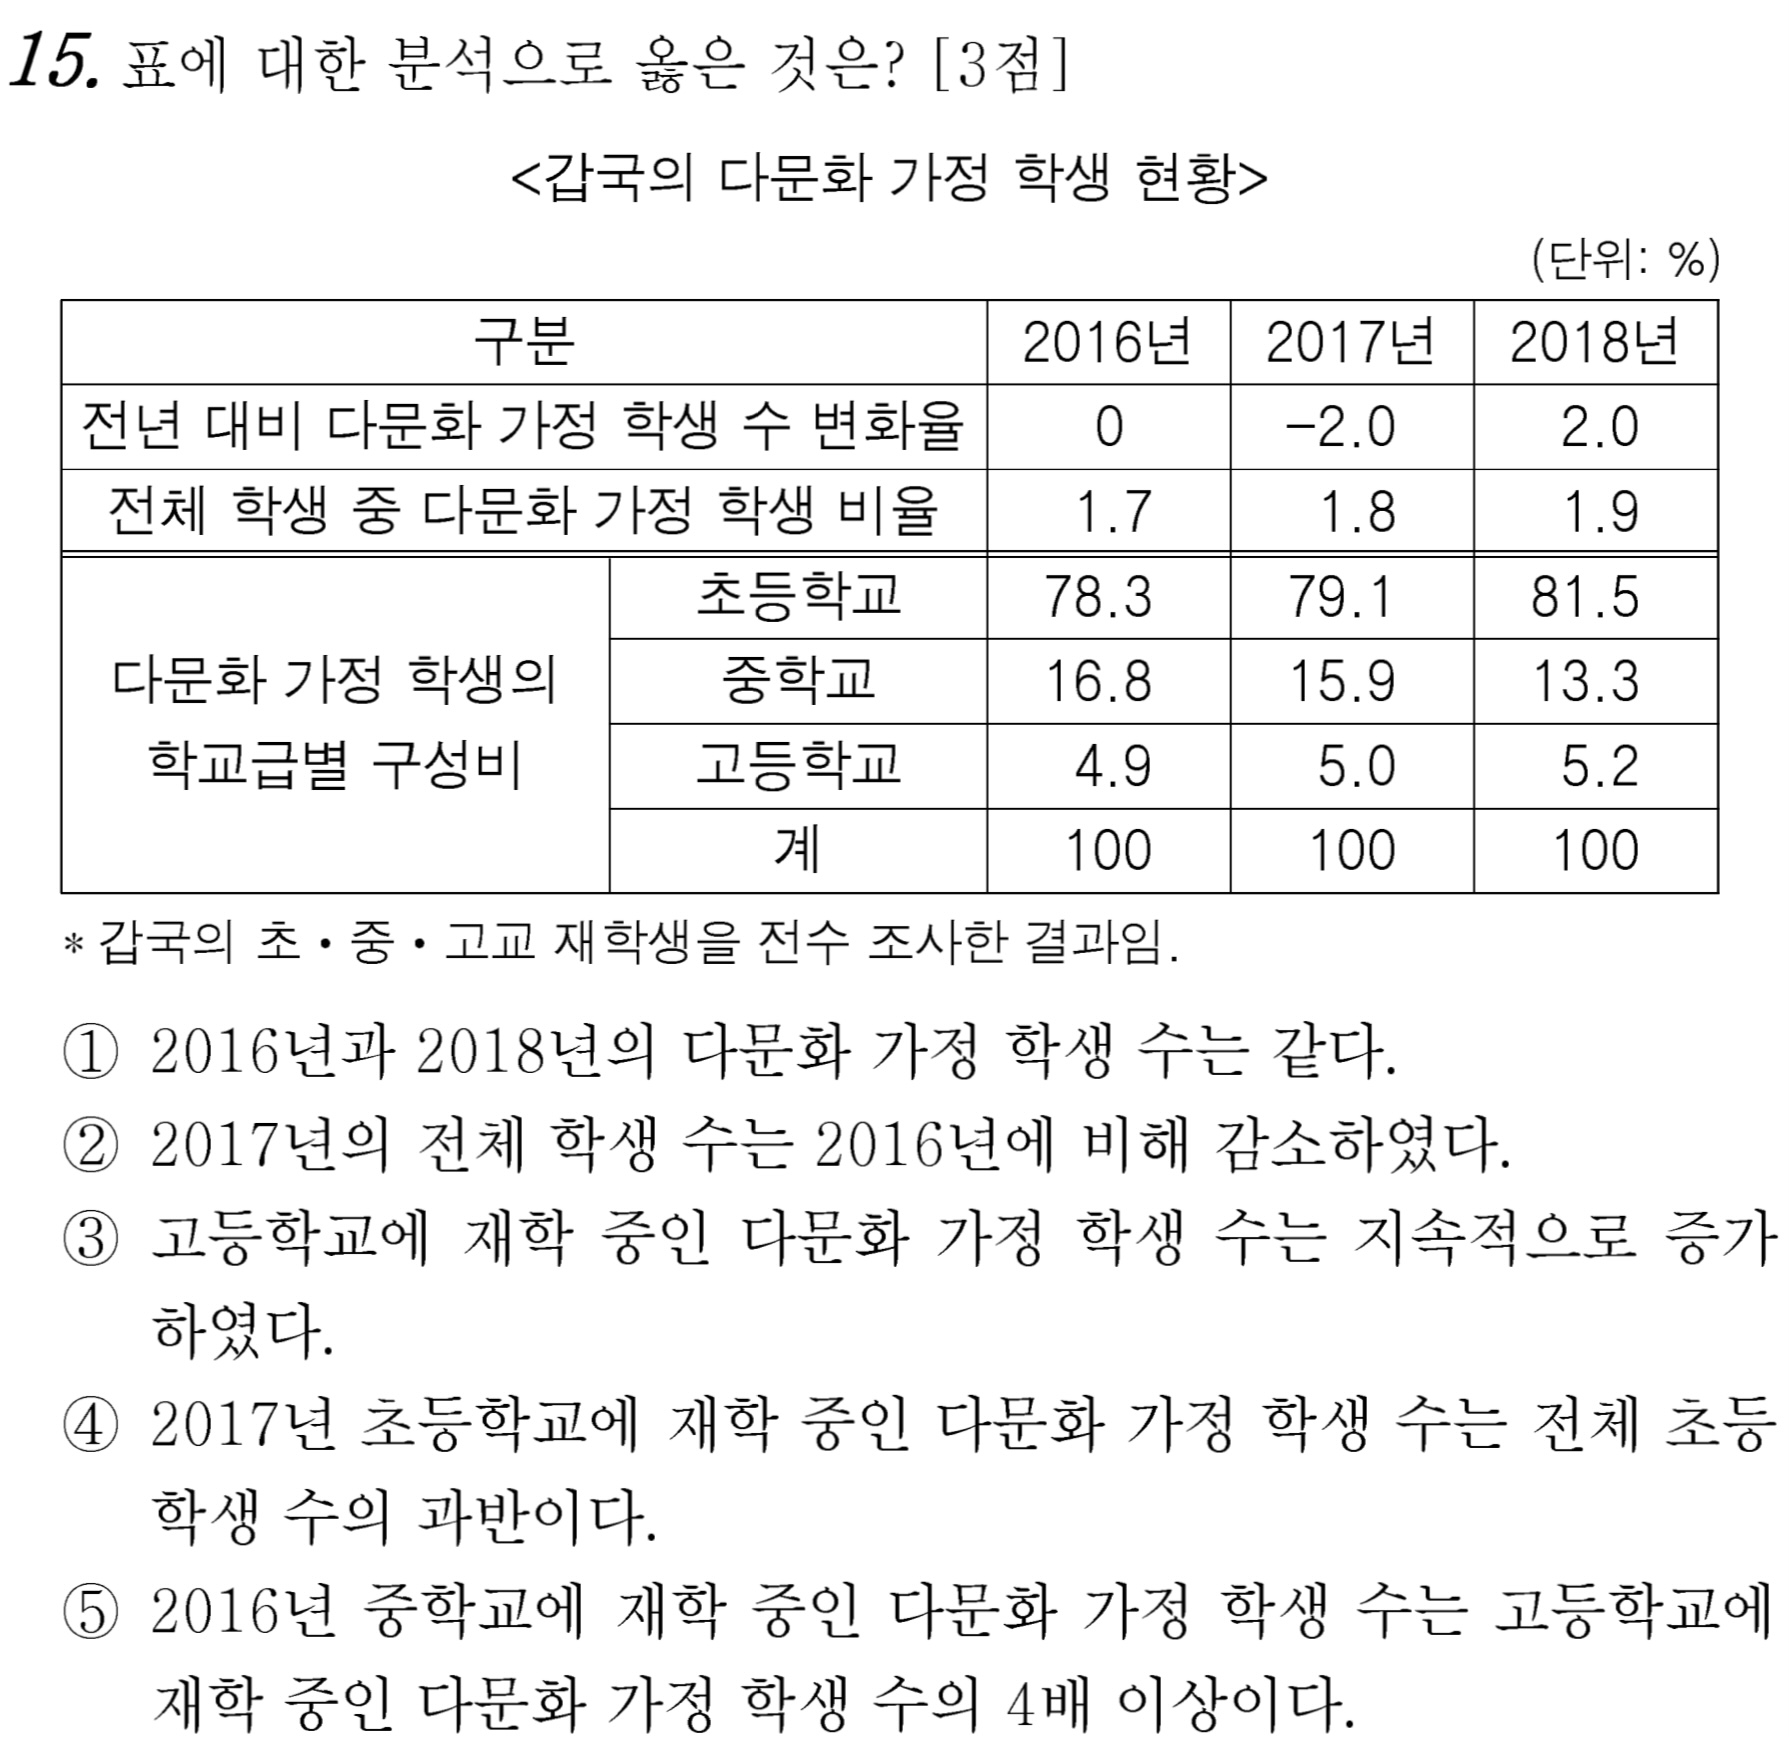 15. 표에 대한 분석으로 옳은 것은? [3점]
<갑국의 다문화 가정 학생 현황>
(단위: %)
구분 2016년 2017년 2018년
전년 대비 다문화 가정 학생 수 변화율 0 -2.0 2.0
전체 학생 중 다문화 가정 학생 비율 1.7 1.8 1.9
다문화 가정 학생의 학교급별 구성비 초등학교 78.3 79.1 81.5
중학교 16.8 15.9 13.3
고등학교 4.9 5.0 5.2
계 100 100 100
* 갑국의 초·중·고교 재학생을 전수 조사한 결과임.
① 2016년과 2018년의 다문화 가정 학생 수는 같다.
② 2017년의 전체 학생 수는 2016년에 비해 감소하였다.
③ 고등학교에 재학 중인 다문화 가정 학생 수는 지속적으로 증가
하였다.
④ 2017년 초등학교에 재학 중인 다문화 가정 학생 수는 전체 초등
학생 수의 과반이다.
⑤ 2016년 중학교에 재학 중인 다문화 가정 학생 수는 고등학교에
재학 중인 다문화 가정 학생 수의 4배 이상이다.